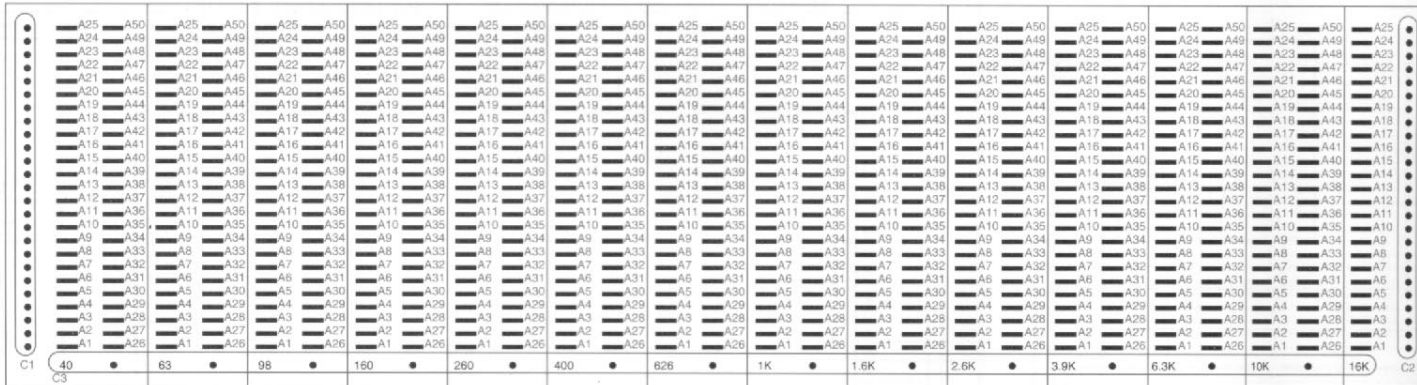 A25 A50 A25 A50 A25 A50 A25 A50 A25 A50 A25 A50 A25 A50 A25 A50 A25 A50 A25 A50 A25 A50 A25 A50 A25 A50 A25
A24 A49 A24 A49 A24 A49 A24 A49 A24 A49 A24 A49 A24 A49 A24 A49 A24 A49 A24 A49 A24 A49 A24 A49 A24 A49 A24
A23 A48 A23 A48 A23 A48 A23 A48 A23 A48 A23 A48 A23 A48 A23 A48 A23 A48 A23 A48 A23 A48 A23 A48 A23 A48 A23
A22 A47 A22 A47 A22 A47 A22 A47 A22 A47 A22 A47 A22 A47 A22 A47 A22 A47 A22 A47 A22 A47 A22 A47 A22 A47 A22
A21 A46 A21 A46 A21 A46 A21 A46 A21 A46 A21 A46 A21 A46 A21 A46 A21 A46 A21 A46 A21 A46 A21 A46 A21 A46 A21
A20 A45 A20 A45 A20 A45 A20 A45 A20 A45 A20 A45 A20 A45 A20 A45 A20 A45 A20 A45 A20 A45 A20 A45 A20 A45 A20
A19 A44 A19 A44 A19 A44 A19 A44 A19 A44 A19 A44 A19 A44 A19 A44 A19 A44 A19 A44 A19 A44 A19 A44 A19 A44 A19
A18 A43 A18 A43 A18 A43 A18 A43 A18 A43 A18 A43 A18 A43 A18 A43 A18 A43 A18 A43 A18 A43 A18 A43 A18 A43 A18
A17 A42 A17 A42 A17 A42 A17 A42 A17 A42 A17 A42 A17 A42 A17 A42 A17 A42 A17 A42 A17 A42 A17 A42 A17 A42 A17
A16 A41 A16 A41 A16 A41 A16 A41 A16 A41 A16 A41 A16 A41 A16 A41 A16 A41 A16 A41 A16 A41 A16 A41 A16 A41 A16
A15 A40 A15 A40 A15 A40 A15 A40 A15 A40 A15 A40 A15 A40 A15 A40 A15 A40 A15 A40 A15 A40 A15 A40 A15 A40 A15
A14 A39 A14 A39 A14 A39 A14 A39 A14 A39 A14 A39 A14 A39 A14 A39 A14 A39 A14 A39 A14 A39 A14 A39 A14 A39 A14
A13 A38 A13 A38 A13 A38 A13 A38 A13 A38 A13 A38 A13 A38 A13 A38 A13 A38 A13 A38 A13 A38 A13 A38 A13 A38 A13
A12 A37 A12 A37 A12 A37 A12 A37 A12 A37 A12 A37 A12 A37 A12 A37 A12 A37 A12 A37 A12 A37 A12 A37 A12 A37 A12
A11 A36 A11 A36 A11 A36 A11 A36 A11 A36 A11 A36 A11 A36 A11 A36 A11 A36 A11 A36 A11 A36 A11 A36 A11 A36 A11
A10 A35 A10 A35 A10 A35 A10 A35 A10 A35 A10 A35 A10 A35 A10 A35 A10 A35 A10 A35 A10 A35 A10 A35 A10 A35 A10
A9 A34 A9 A34 A9 A34 A9 A34 A9 A34 A9 A34 A9 A34 A9 A34 A9 A34 A9 A34 A9 A34 A9 A34 A9 A34 A9
A8 A33 A8 A33 A8 A33 A8 A33 A8 A33 A8 A33 A8 A33 A8 A33 A8 A33 A8 A33 A8 A33 A8 A33 A8 A33 A8
A7 A32 A7 A32 A7 A32 A7 A32 A7 A32 A7 A32 A7 A32 A7 A32 A7 A32 A7 A32 A7 A32 A7 A32 A7 A32 A7
A6 A31 A6 A31 A6 A31 A6 A31 A6 A31 A6 A31 A6 A31 A6 A31 A6 A31 A6 A31 A6 A31 A6 A31 A6 A31 A6
A5 A30 A5 A30 A5 A30 A5 A30 A5 A30 A5 A30 A5 A30 A5 A30 A5 A30 A5 A30 A5 A30 A5 A30 A5 A30 A5
A4 A29 A4 A29 A4 A29 A4 A29 A4 A29 A4 A29 A4 A29 A4 A29 A4 A29 A4 A29 A4 A29 A4 A29 A4 A29 A4
A3 A28 A3 A28 A3 A28 A3 A28 A3 A28 A3 A28 A3 A28 A3 A28 A3 A28 A3 A28 A3 A28 A3 A28 A3 A28 A3
A2 A27 A2 A27 A2 A27 A2 A27 A2 A27 A2 A27 A2 A27 A2 A27 A2 A27 A2 A27 A2 A27 A2 A27 A2 A27 A2
A1 A26 A1 A26 A1 A26 A1 A26 A1 A26 A1 A26 A1 A26 A1 A26 A1 A26 A1 A26 A1 A26 A1 A26 A1 A26 A1
C1 40 63 98 160 260 400 626 1K 1.6K 2.6K 3.9K 6.3K 10K 16K C2
C3